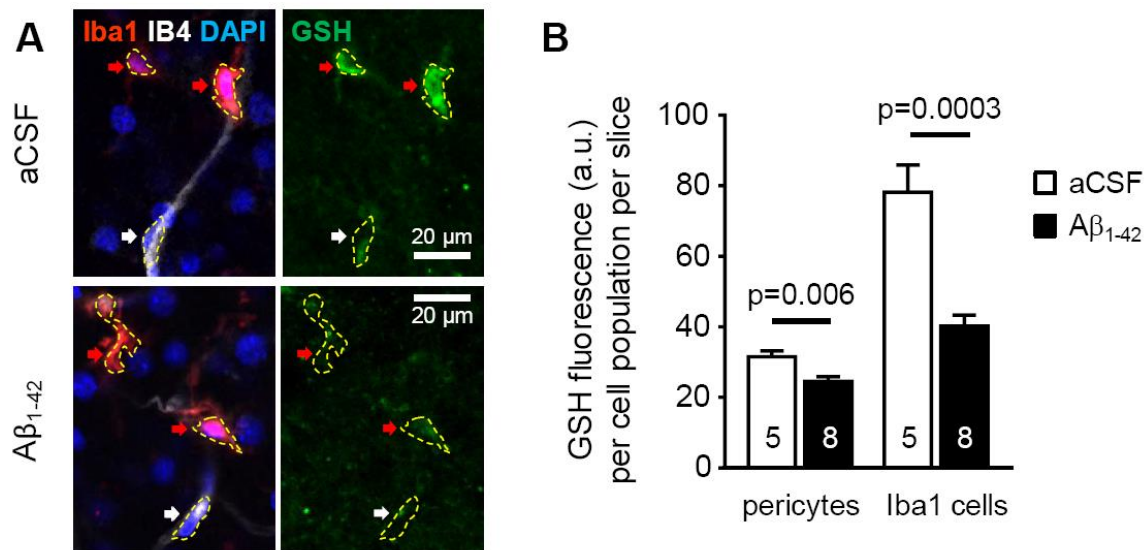 A
Iba1 IB4 DAPI
GSH
aCSF
20 µm
20 µm
Aβ1-42
B
GSH fluorescence (a.u.)
per cell population per slice
100
80
60
40
20
0
p=0.006
p=0.0003
5
8
5
8
pericytes
Iba1 cells
aCSF
Aβ1-42